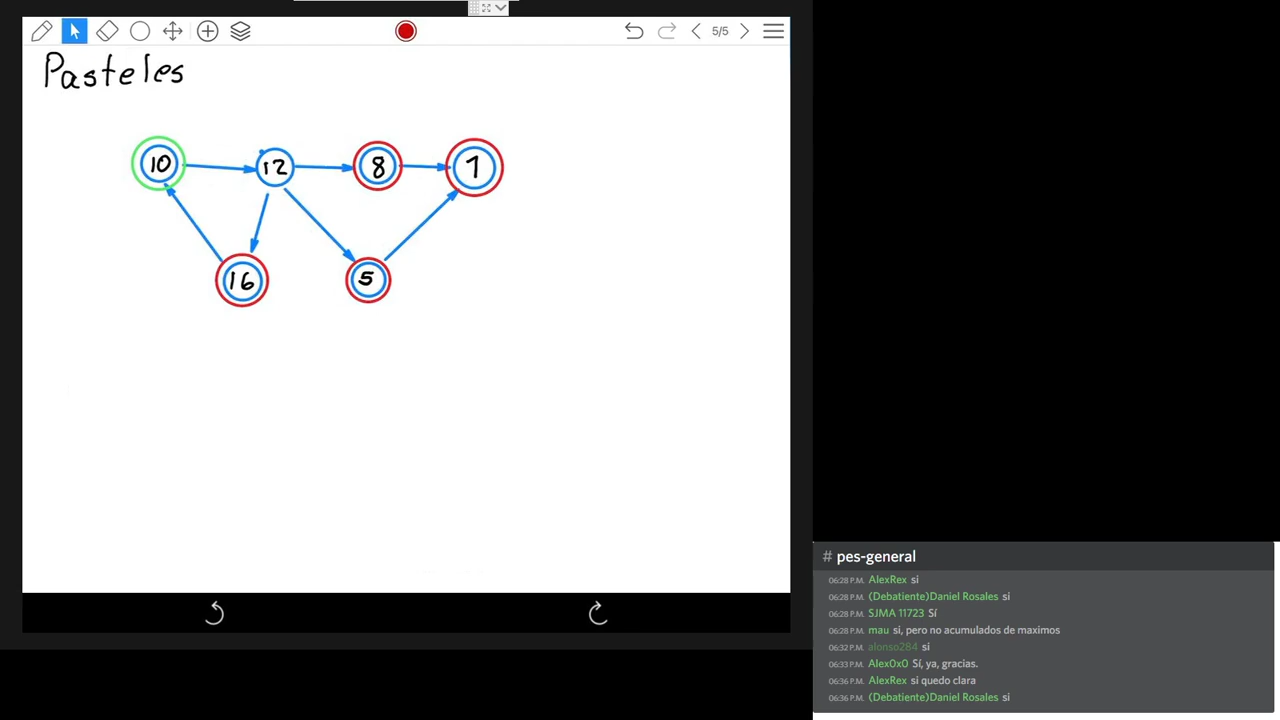 5/5
Pasteles
10 12 8 7
16 5
# pes-general
06:28 P.M. AlexRex si
06:28 P.M. (Debatiente)Daniel Rosales si
06:28 P.M. SJMA 11723 Sí
06:28 P.M. mau si, pero no acumulados de maximos
06:32 P.M. alonso284 si
06:33 P.M. Alex0x0 Sí, ya, gracias.
06:36 P.M. AlexRex si quedo clara
06:36 P.M. (Debatiente)Daniel Rosales si